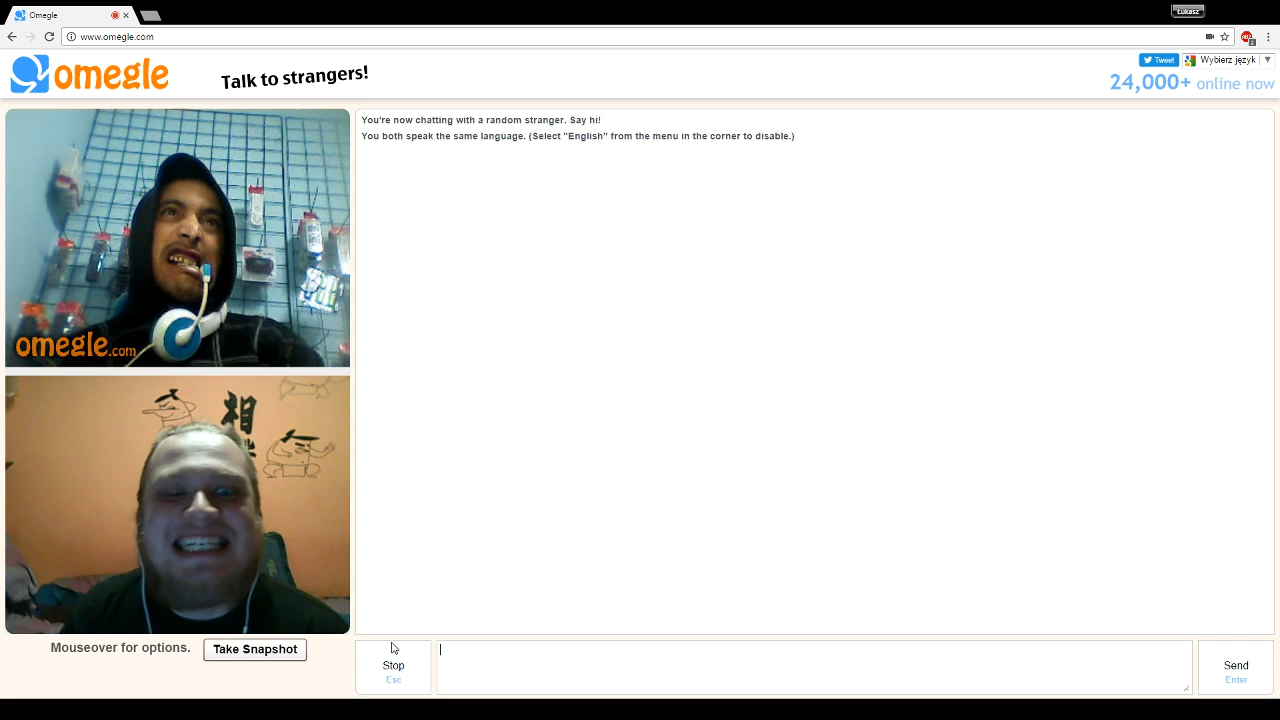 Omegle
Łukasz
www.omegle.com
omegle
Talk to strangers!
Tweet
Wybierz język
24,000+ online now
You're now chatting with a random stranger. Say hi!
You both speak the same language. (Select "English" from the menu in the corner to disable.)
omegle.com
相
Mouseover for options.
Take Snapshot
Stop
Esc
Send
Enter